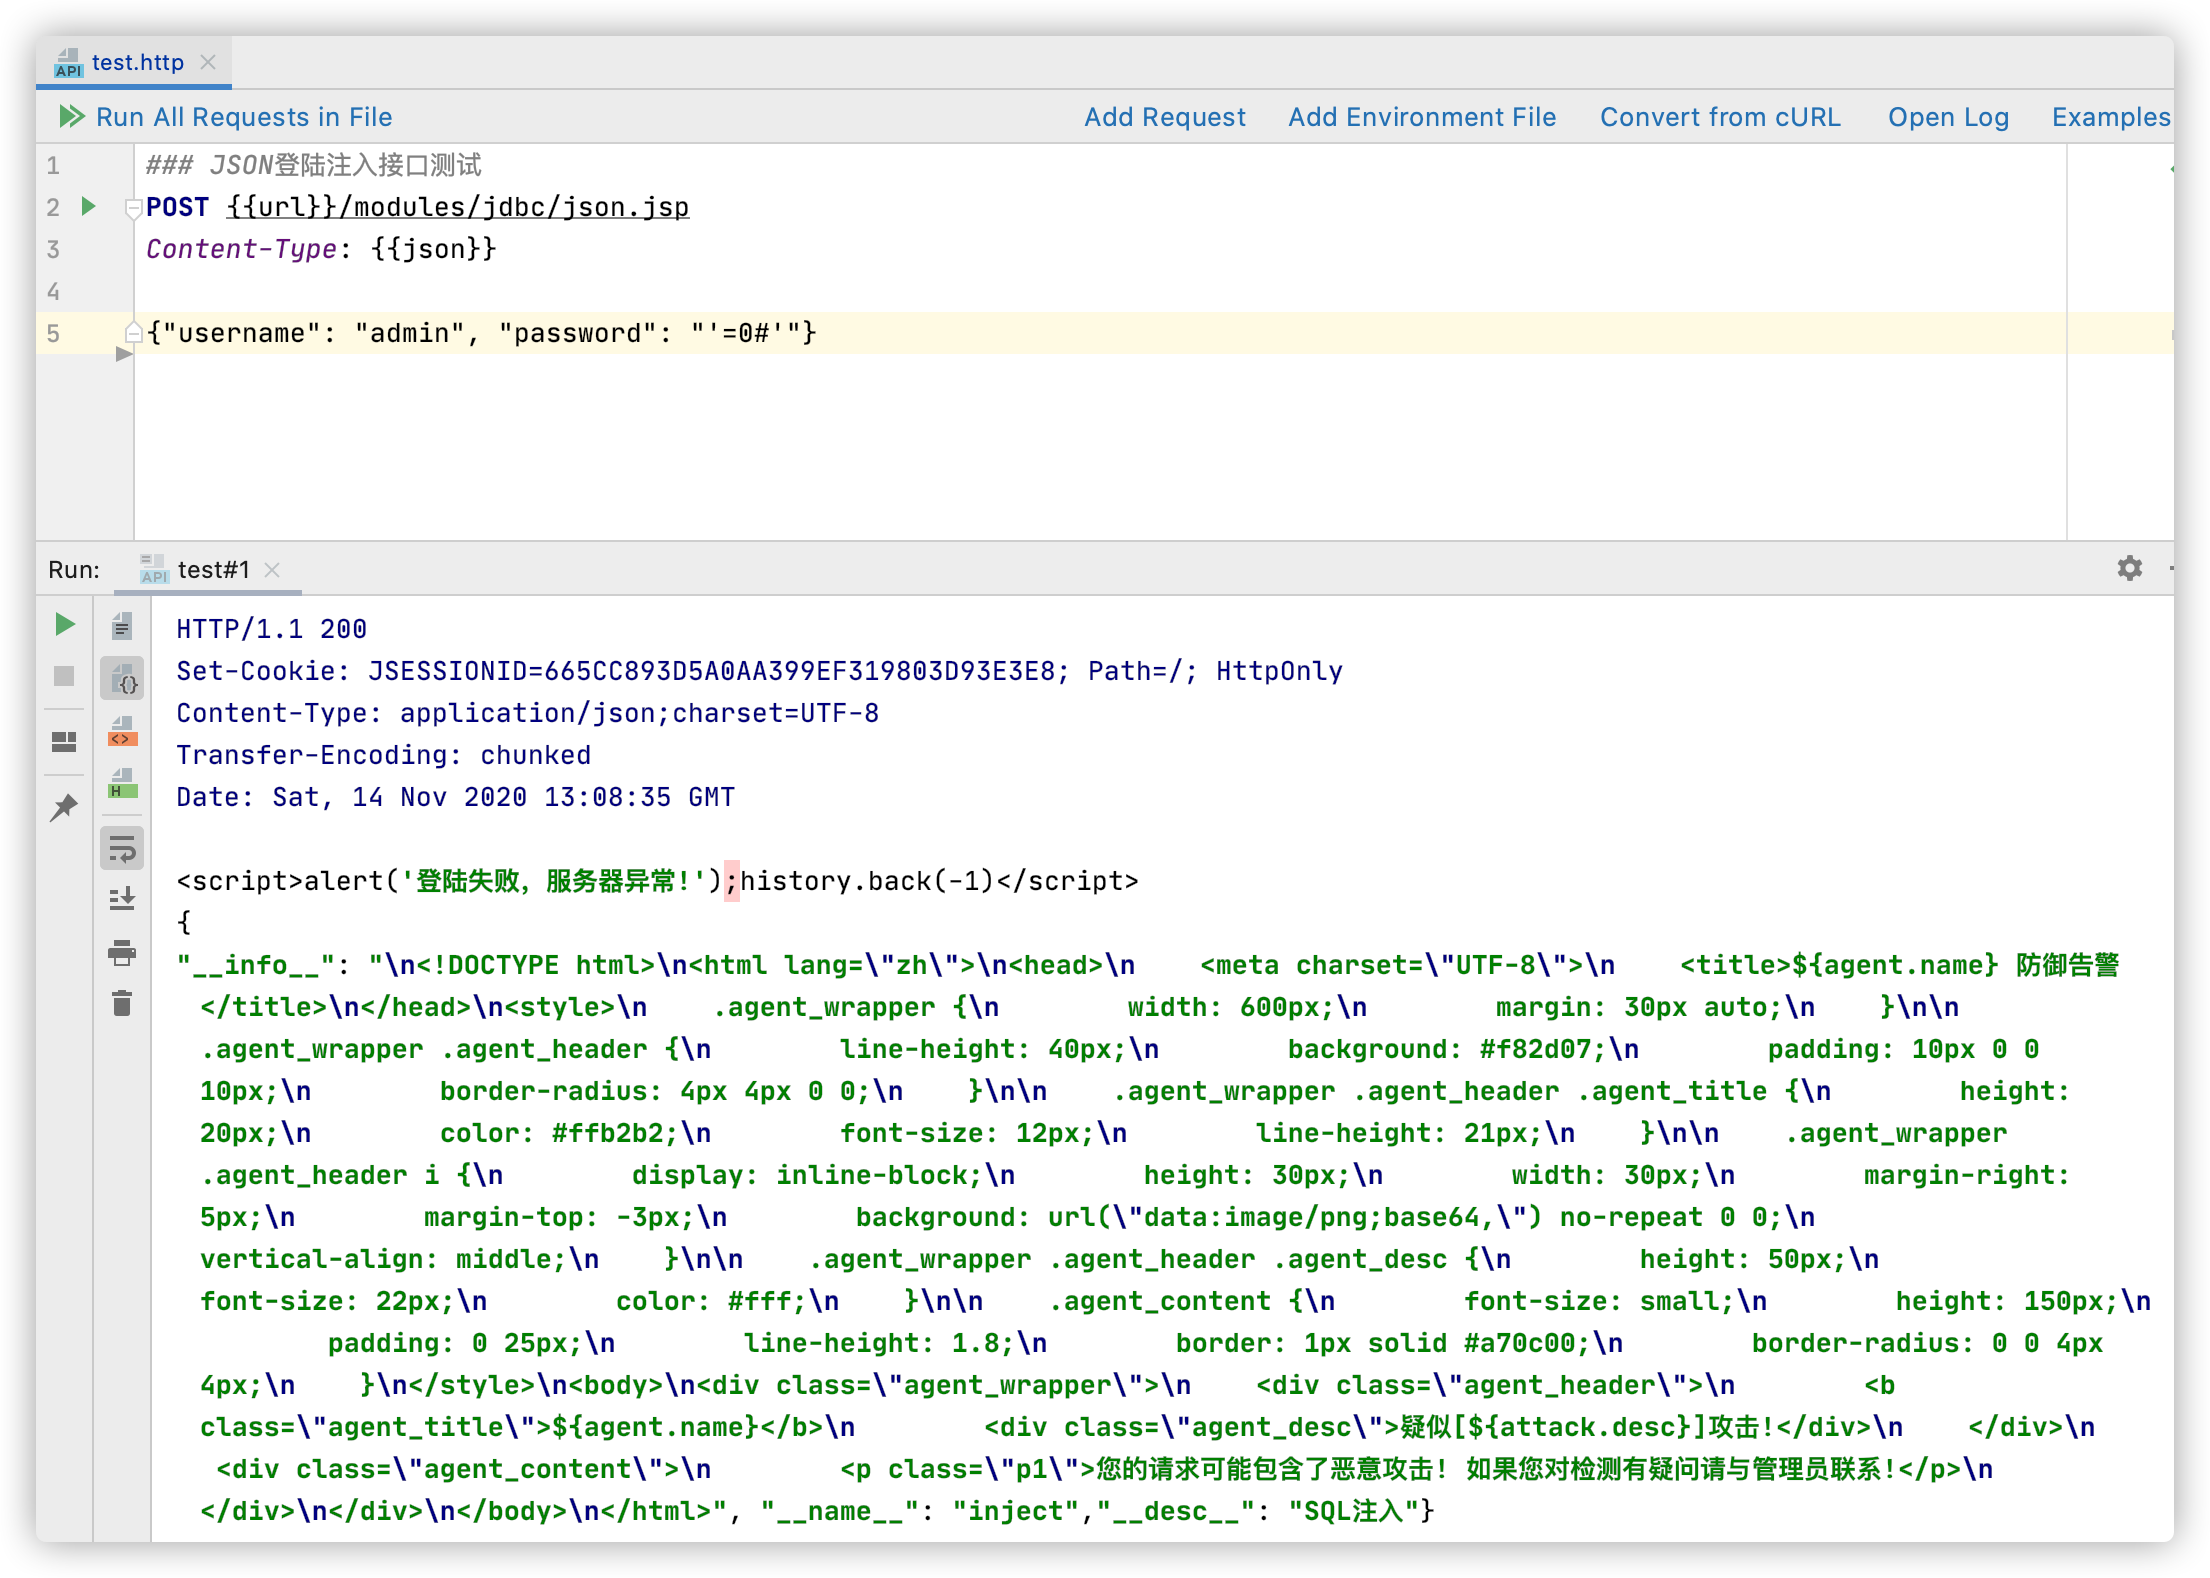 test.http
Run All Requests in File Add Request Add Environment File Convert from cURL Open Log Examples
1 ### JSON登陆注入接口测试
2 POST {{url}}/modules/jdbc/json.jsp
3 Content-Type: {{json}}
4
5 {"username": "admin", "password": "'=0#'"}
Run: test#1
HTTP/1.1 200
Set-Cookie: JSESSIONID=665CC893D5A0AA399EF319803D93E3E8; Path=/; HttpOnly
Content-Type: application/json;charset=UTF-8
Transfer-Encoding: chunked
Date: Sat, 14 Nov 2020 13:08:35 GMT
<script>alert('登陆失败，服务器异常!');history.back(-1)</script>
{
"__info__": "\n<!DOCTYPE html>\n<html lang=\"zh\">\n<head>\n    <meta charset=\"UTF-8\">\n    <title>${agent.name} 防御告警
</title>\n</head>\n<style>\n    .agent_wrapper {\n        width: 600px;\n        margin: 30px auto;\n    }\n\n
.agent_wrapper .agent_header {\n        line-height: 40px;\n        background: #f82d07;\n        padding: 10px 0 0
10px;\n        border-radius: 4px 4px 0 0;\n    }\n\n    .agent_wrapper .agent_header .agent_title {\n        height:
20px;\n        color: #ffb2b2;\n        font-size: 12px;\n        line-height: 21px;\n    }\n\n    .agent_wrapper
.agent_header i {\n        display: inline-block;\n        height: 30px;\n        width: 30px;\n        margin-right:
5px;\n        margin-top: -3px;\n        background: url(\"data:image/png;base64,\") no-repeat 0 0;\n
vertical-align: middle;\n    }\n\n    .agent_wrapper .agent_header .agent_desc {\n        height: 50px;\n
font-size: 22px;\n        color: #fff;\n    }\n\n    .agent_content {\n        font-size: small;\n        height: 150px;\n
padding: 0 25px;\n        line-height: 1.8;\n        border: 1px solid #a70c00;\n        border-radius: 0 0 4px
4px;\n    }\n</style>\n<body>\n<div class=\"agent_wrapper\">\n    <div class=\"agent_header\">\n        <b
class=\"agent_title\">${agent.name}</b>\n        <div class=\"agent_desc\">疑似[${attack.desc}]攻击!</div>\n    </div>\n
<div class=\"agent_content\">\n        <p class=\"p1\">您的请求可能包含了恶意攻击! 如果您对检测有疑问请与管理员联系!</p>\n
</div>\n</div>\n</body>\n</html>", "__name__": "inject","__desc__": "SQL注入"}